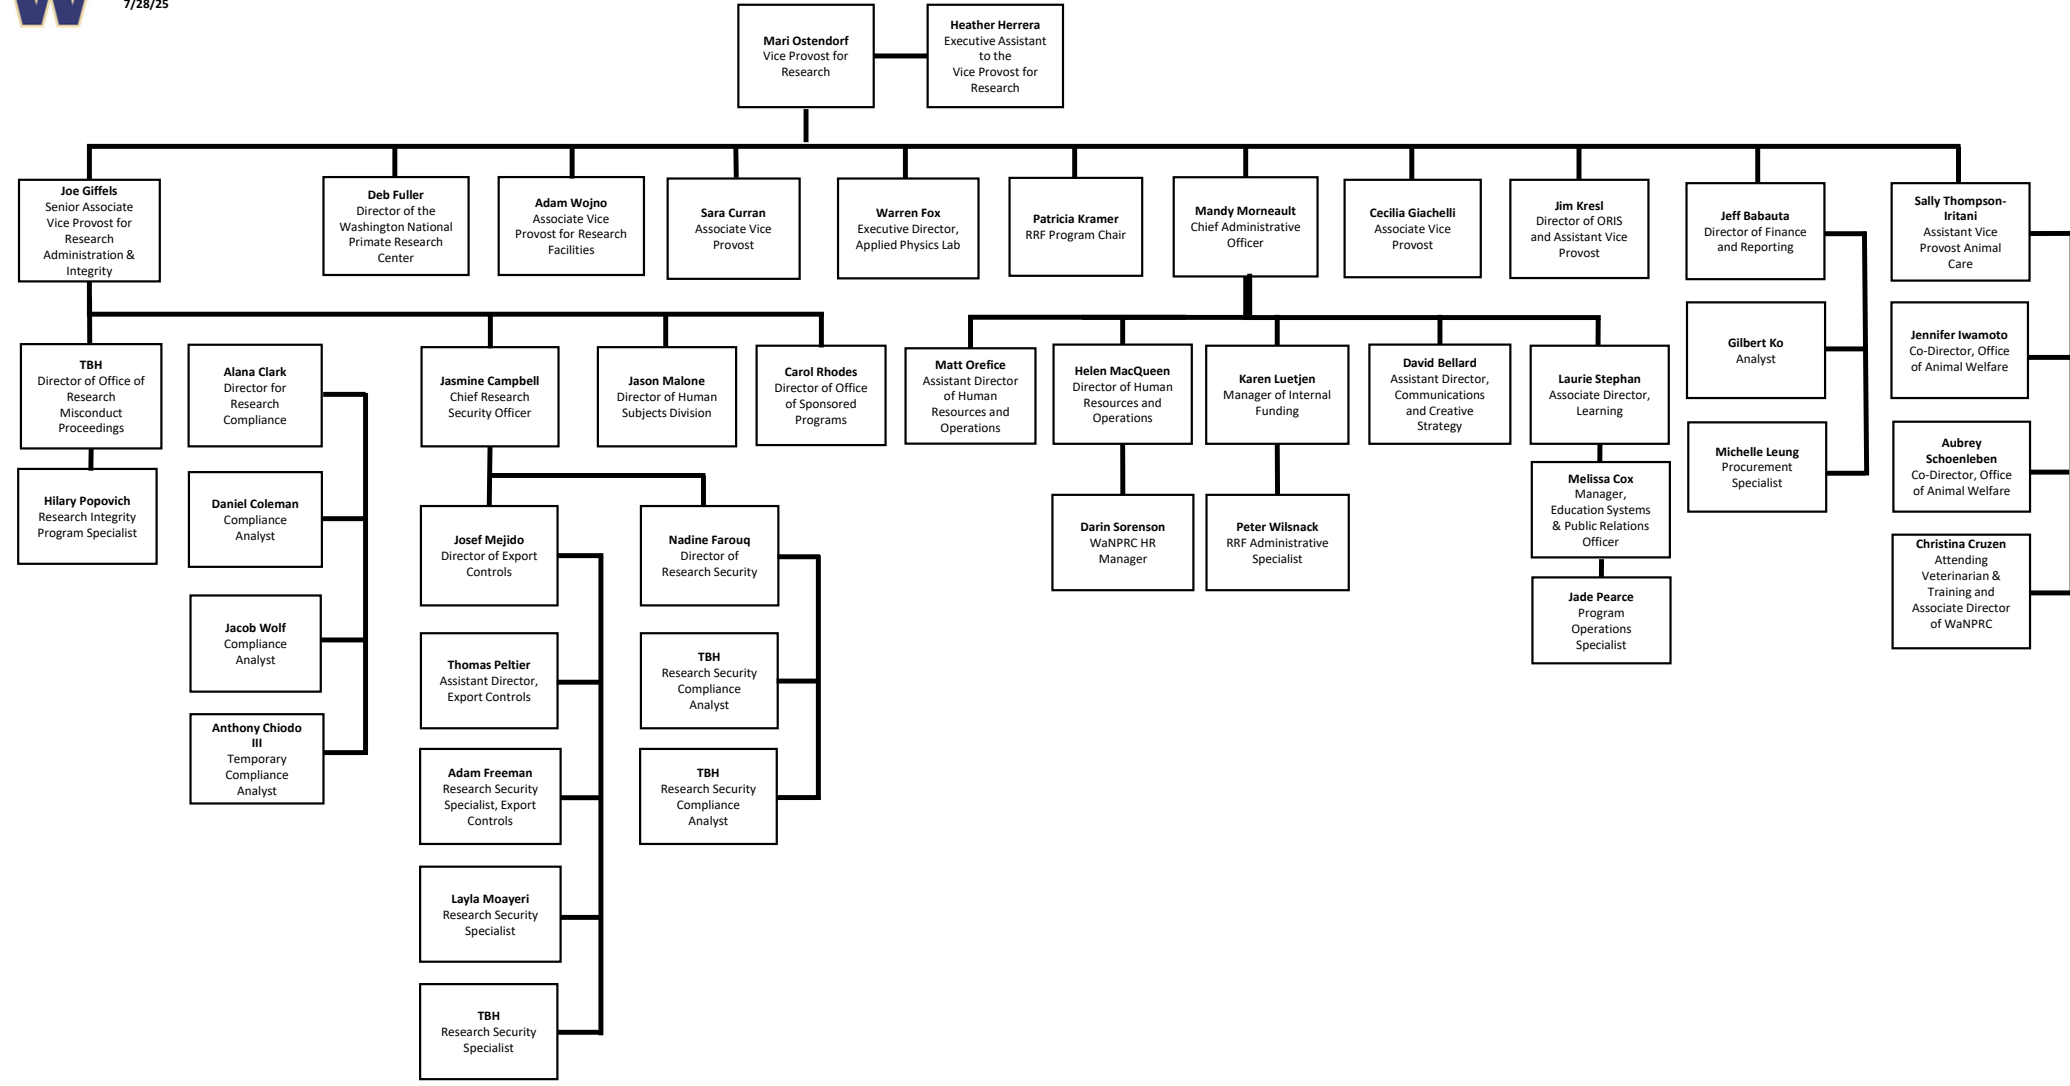 W
7/28/25
Mari Ostendorf
Vice Provost for
Research
Heather Herrera
Executive Assistant
to the
Vice Provost for
Research
Joe Giffels
Senior Associate
Vice Provost for
Research
Administration &
Integrity
Deb Fuller
Director of the
Washington National
Primate Research
Center
Adam Wojno
Associate Vice
Provost for Research
Facilities
Sara Curran
Associate Vice
Provost
Warren Fox
Executive Director,
Applied Physics Lab
Patricia Kramer
RRF Program Chair
Mandy Morneault
Chief Administrative
Officer
Cecilia Giachelli
Associate Vice
Provost
Jim Kresl
Director of ORIS
and Assistant Vice
Provost
Jeff Babauta
Director of Finance
and Reporting
Sally Thompson-
Iritani
Assistant Vice
Provost Animal
Care
Gilbert Ko
Analyst
Jennifer Iwamoto
Co-Director, Office
of Animal Welfare
TBH
Director of Office of
Research
Misconduct
Proceedings
Alana Clark
Director for
Research
Compliance
Jasmine Campbell
Chief Research
Security Officer
Jason Malone
Director of Human
Subjects Division
Carol Rhodes
Director of Office
of Sponsored
Programs
Matt Orefice
Assistant Director
of Human
Resources and
Operations
Helen MacQueen
Director of Human
Resources and
Operations
Karen Luetjen
Manager of Internal
Funding
David Bellard
Assistant Director,
Communications
and Creative
Strategy
Laurie Stephan
Associate Director,
Learning
Michelle Leung
Procurement
Specialist
Aubrey
Schoenleben
Co-Director, Office
of Animal Welfare
Hilary Popovich
Research Integrity
Program Specialist
Daniel Coleman
Compliance
Analyst
Josef Mejido
Director of Export
Controls
Nadine Farouq
Director of
Research Security
Darin Sorenson
WaNPRC HR
Manager
Peter Wilsnack
RRF Administrative
Specialist
Melissa Cox
Manager,
Education Systems
& Public Relations
Officer
Christina Cruzen
Attending
Veterinarian &
Training and
Associate Director
of WaNPRC
Jacob Wolf
Compliance
Analyst
Thomas Peltier
Assistant Director,
Export Controls
TBH
Research Security
Compliance
Analyst
Jade Pearce
Program
Operations
Specialist
Anthony Chiodo
III
Temporary
Compliance
Analyst
Adam Freeman
Research Security
Specialist, Export
Controls
TBH
Research Security
Compliance
Analyst
Layla Moayeri
Research Security
Specialist
TBH
Research Security
Specialist